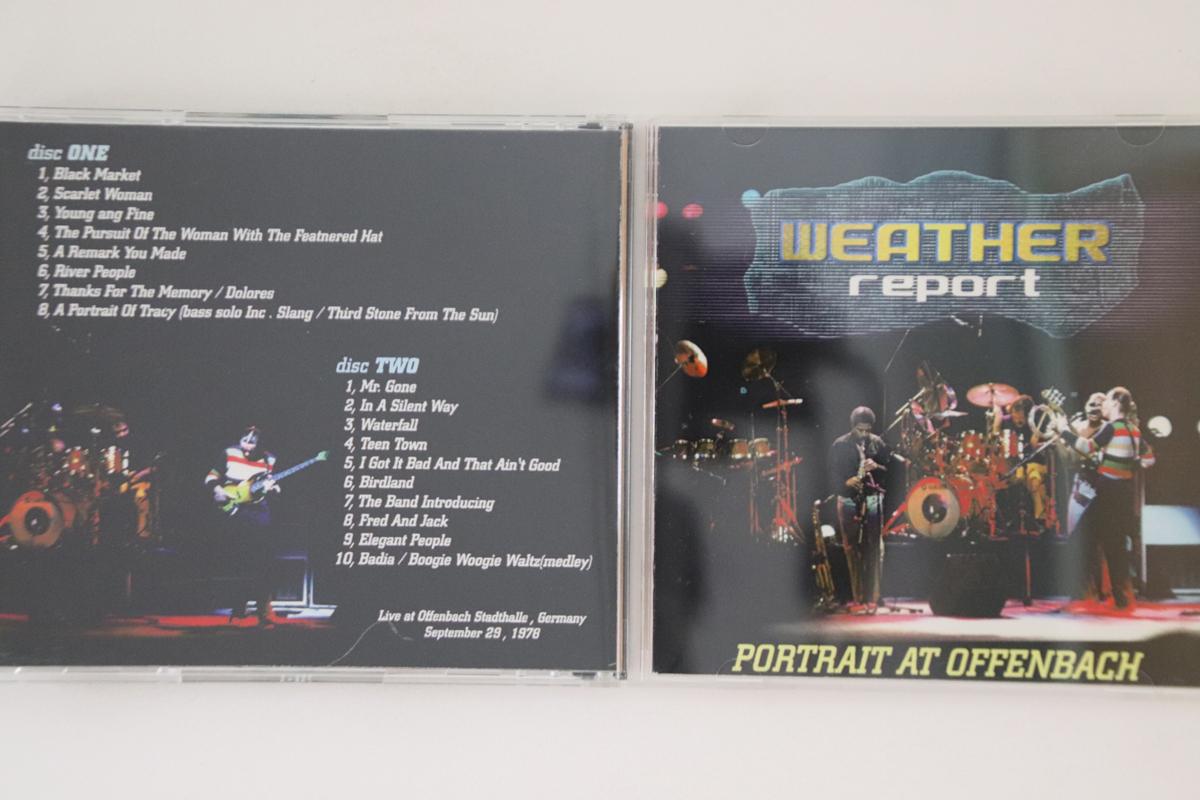 disc ONE
1, Black Market
2, Scarlet Woman
3, Young ang Fine
4, The Pursuit Of The Woman With The Featnered Hat
5, A Remark You Made
6, River People
7, Thanks For The Memory / Dolores
8, A Portrait Of Tracy (bass solo Inc . Slang / Third Stone From The Sun)
disc TWO
1, Mr. Gone
2, In A Silent Way
3, Waterfall
4, Teen Town
5, I Got It Bad And That Ain't Good
6, Birdland
7, The Band Introducing
8, Fred And Jack
9, Elegant People
10, Badia / Boogie Woogie Waltz(medley)
Live at Offenbach Stadthalle , Germany
September 29 , 1978
WEATHER
report
PORTRAIT AT OFFENBACH